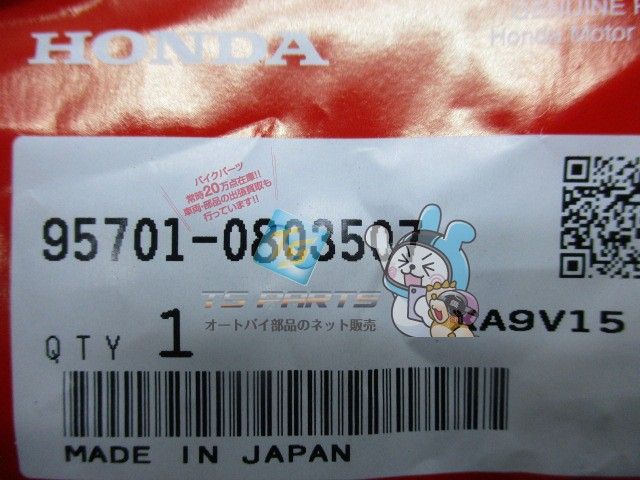 HONDA
GENUINE
Honda Motor
バイクパーツ
常時20万点在庫!!
車両・部品の出張買取も
行っています!!
95701-0803507
TS PARTS
オートバイ部品のネット販売
QTY 1
A9V15
MADE IN JAPAN